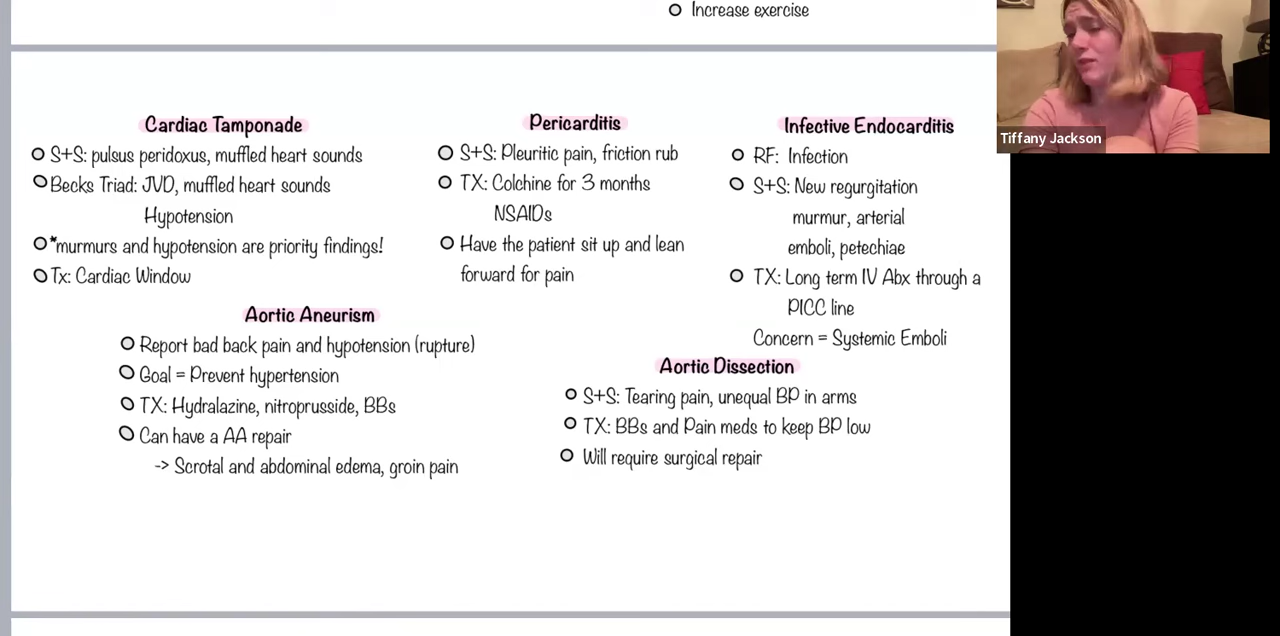 Increase exercise
Tiffany Jackson
Cardiac Tamponade
S+S: pulsus peridoxus, muffled heart sounds
Becks Triad: JVD, muffled heart sounds
Hypotension
*murmurs and hypotension are priority findings!
Tx: Cardiac Window
Pericarditis
S+S: Pleuritic pain, friction rub
TX: Colchine for 3 months
NSAIDs
Have the patient sit up and lean
forward for pain
Infective Endocarditis
RF: Infection
S+S: New regurgitation
murmur, arterial
emboli, petechiae
TX: Long term IV Abx through a
PICC line
Concern = Systemic Emboli
Aortic Aneurism
Report bad back pain and hypotension (rupture)
Goal = Prevent hypertension
TX: Hydralazine, nitroprusside, BBs
Can have a AA repair
-> Scrotal and abdominal edema, groin pain
Aortic Dissection
S+S: Tearing pain, unequal BP in arms
TX: BBs and Pain meds to keep BP low
Will require surgical repair